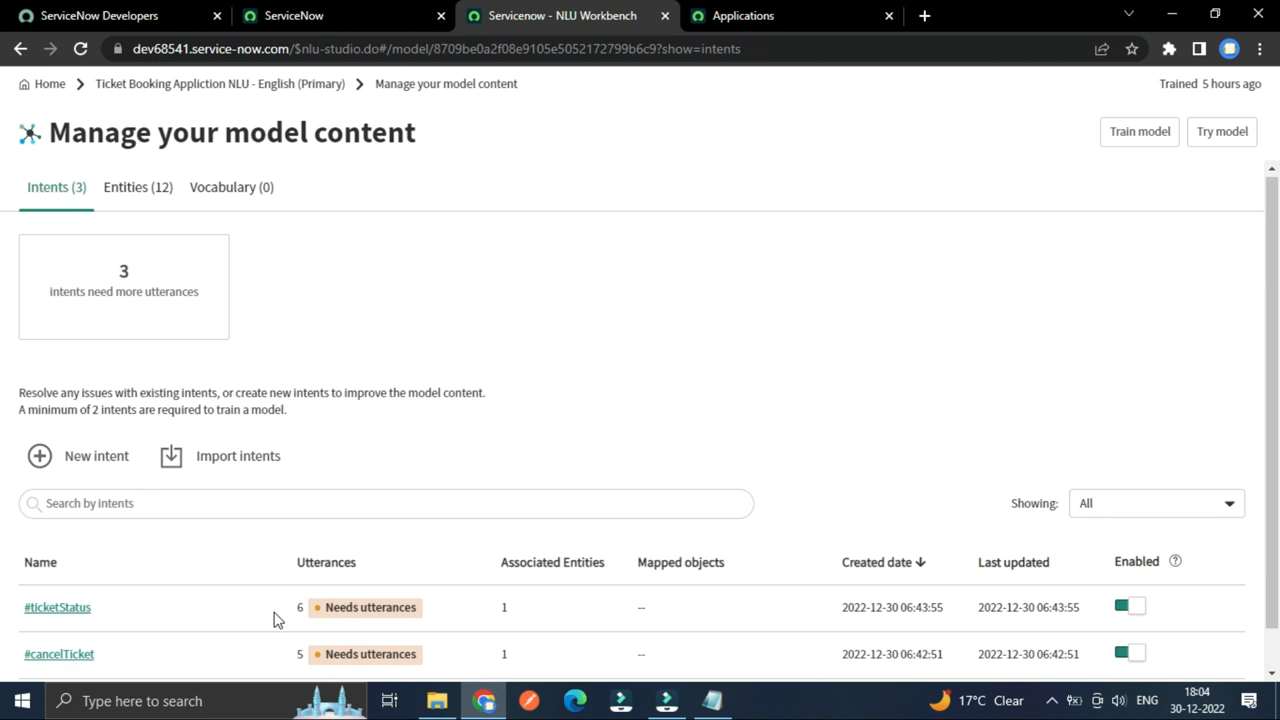 ServiceNow Developers
ServiceNow
Servicenow - NLU Workbench
Applications
dev68541.service-now.com/$nlu-studio.do#/model/8709be0a2f08e9105e5052172799b6c9?show=intents
Home
Ticket Booking Appliction NLU - English (Primary)
Manage your model content
Trained 5 hours ago
Manage your model content
Train model
Try model
Intents (3)
Entities (12)
Vocabulary (0)
3
intents need more utterances
Resolve any issues with existing intents, or create new intents to improve the model content.
A minimum of 2 intents are required to train a model.
New intent
Import intents
Search by intents
Showing:
All
Name
Utterances
Associated Entities
Mapped objects
Created date
Last updated
Enabled
#ticketStatus
6
Needs utterances
1
--
2022-12-30 06:43:55
2022-12-30 06:43:55
#cancelTicket
5
Needs utterances
1
--
2022-12-30 06:42:51
2022-12-30 06:42:51
Type here to search
17°C Clear
ENG
18:04
30-12-2022